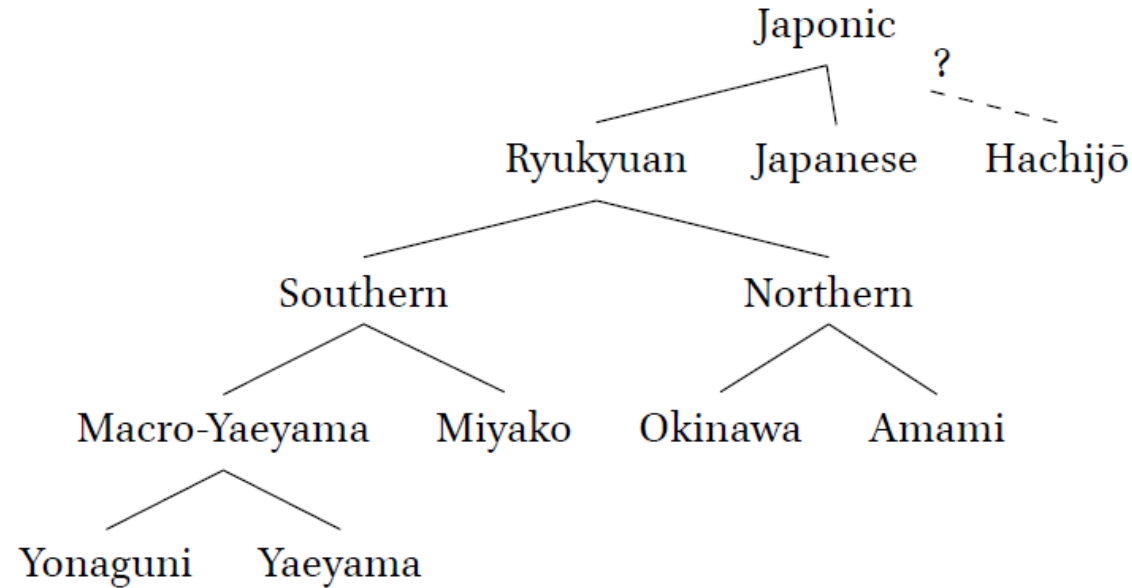 Japonic
?
Ryukyuan Japanese Hachijō
Southern Northern
Macro-Yaeyama Miyako Okinawa Amami
Yonaguni Yaeyama